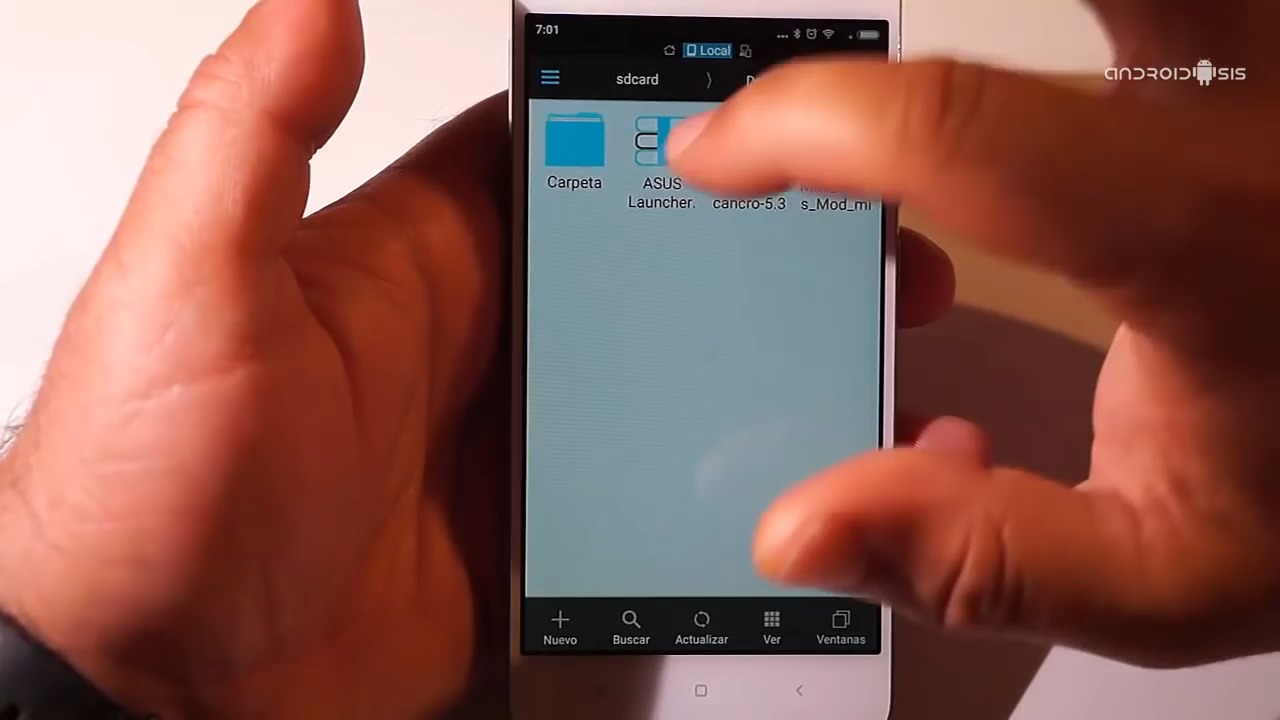 7:01
ANDROIDSIS
Local
sdcard
Carpeta
ASUS
Launcher.
cancro-5.3
s_Mod_mi
Nuevo
Buscar
Actualizar
Ver
Ventanas